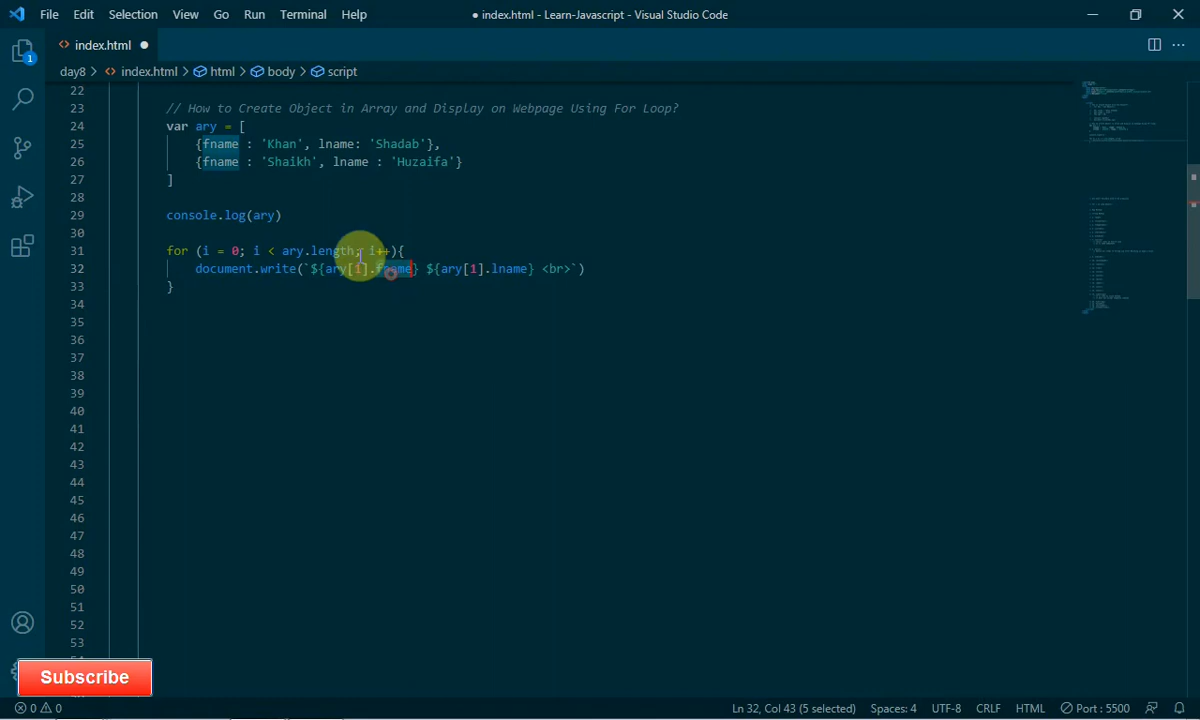 File Edit Selection View Go Run Terminal Help ● index.html - Learn-Javascript - Visual Studio Code
<> index.html ●
day8 > <> index.html > html > body > script
22
23 // How to Create Object in Array and Display on Webpage Using For Loop?
24 var ary = [
25 {fname : 'Khan', lname: 'Shadab'},
26 {fname : 'Shaikh', lname : 'Huzaifa'}
27 ]
28
29 console.log(ary)
30
31 for (i = 0; i < ary.length; i++){
32 document.write(`${ary[1].fname} ${ary[1].lname} <br>`)
33 }
34
35
36
37
38
39
40
41
42
43
44
45
46
47
48
49
50
51
52
53
1
Subscribe
0 0 Ln 32, Col 43 (5 selected) Spaces: 4 UTF-8 CRLF HTML Port : 5500